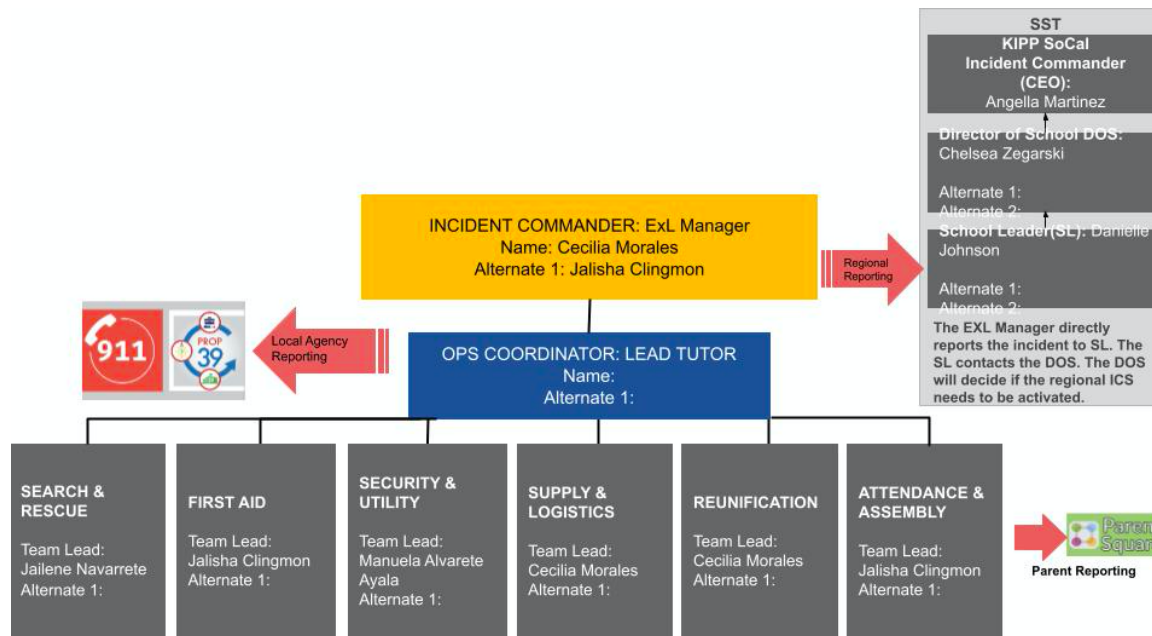 SST
KIPP SoCal
Incident Commander
(CEO):
Angella Martinez
Director of School DOS:
Chelsea Zegarski
Alternate 1:
Alternate 2:
School Leader(SL): Danielle
Johnson
Alternate 1:
Alternate 2:
The EXL Manager directly
reports the incident to SL. The
SL contacts the DOS. The DOS
will decide if the regional ICS
needs to be activated.
INCIDENT COMMANDER: ExL Manager
Name: Cecilia Morales
Alternate 1: Jalisha Clingmon
Regional
Reporting
911
PROP
39
Local Agency
Reporting
OPS COORDINATOR: LEAD TUTOR
Name:
Alternate 1:
SEARCH &
RESCUE
Team Lead:
Jailene Navarrete
Alternate 1:
FIRST AID
Team Lead:
Jalisha Clingmon
Alternate 1:
SECURITY &
UTILITY
Team Lead:
Manuela Alvarete
Ayala
Alternate 1:
SUPPLY &
LOGISTICS
Team Lead:
Cecilia Morales
Alternate 1:
REUNIFICATION
Team Lead:
Cecilia Morales
Alternate 1:
ATTENDANCE &
ASSEMBLY
Team Lead:
Jalisha Clingmon
Alternate 1:
Paren
Squar
Parent Reporting